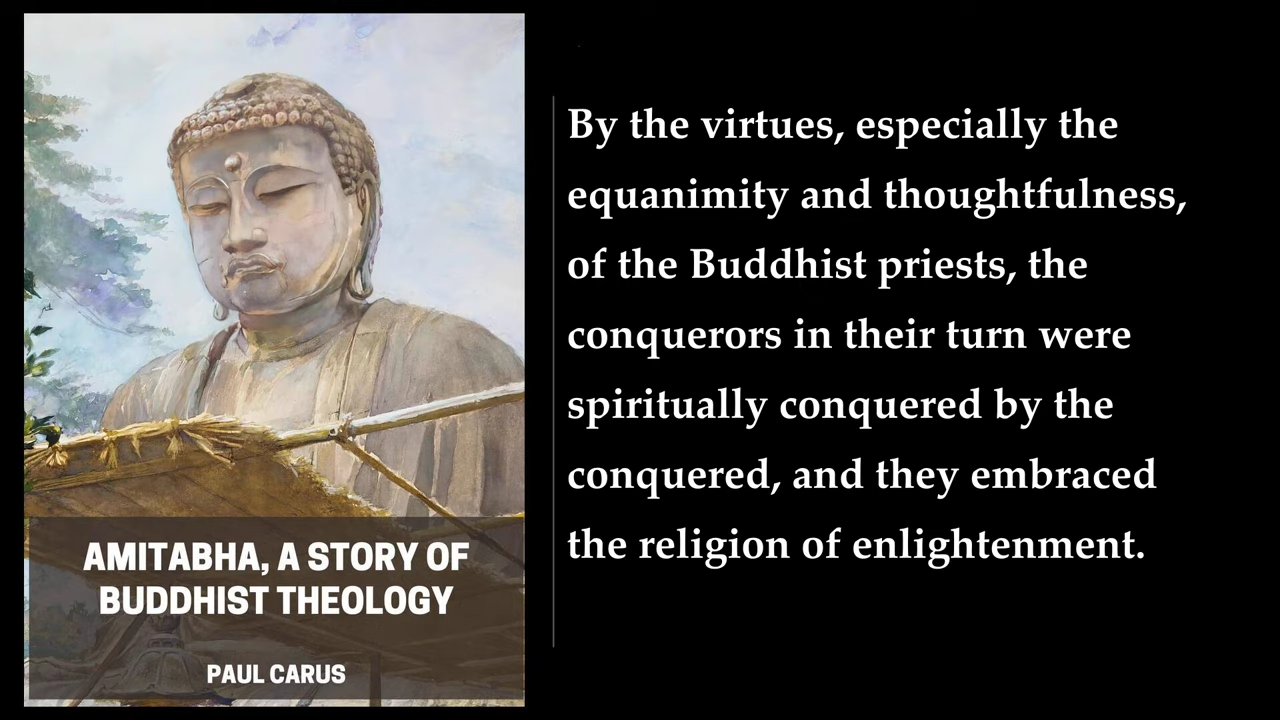 AMITABHA, A STORY OF
BUDDHIST THEOLOGY
PAUL CARUS
By the virtues, especially the
equanimity and thoughtfulness,
of the Buddhist priests, the
conquerors in their turn were
spiritually conquered by the
conquered, and they embraced
the religion of enlightenment.